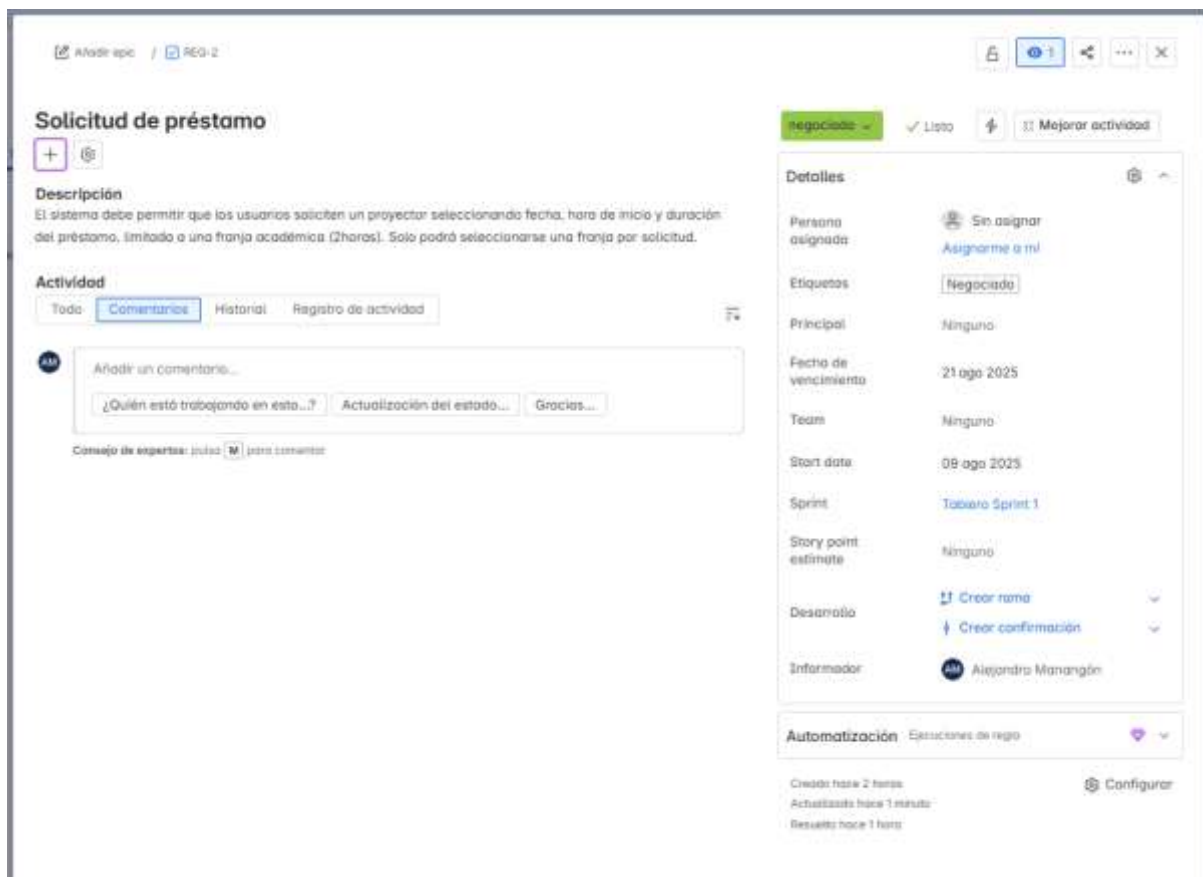 Añadir epic / REG-2
1
Solicitud de préstamo
Descripción
El sistema debe permitir que los usuarios soliciten un proyector seleccionando fecha, hora de inicio y duración
del préstamo, limitado a una franja académica (2horas). Solo podrá seleccionarse una franja por solicitud.
Actividad
Todo Comentarios Historial Registro de actividad
AM
Añadir un comentario...
¿Quién está trabajando en esto...? Actualización del estado... Gracias...
Consejo de expertos: pulsa M para comentar
negociado Listo Mejorar actividad
Detalles
Persona asignada
Sin asignar
Asignarme a mí
Etiquetas Negociado
Principal Ninguno
Fecha de vencimiento
21 ago 2025
Team Ninguno
Start date 09 ago 2025
Sprint Tablero Sprint 1
Story point estimate
Ninguno
Desarrollo
Crear rama
Crear confirmación
Informador AM Alejandro Manangón
Automatización Ejecuciones de regla
Creado hace 2 horas
Configurar
Actualizado hace 1 minuto
Resuelto hace 1 hora